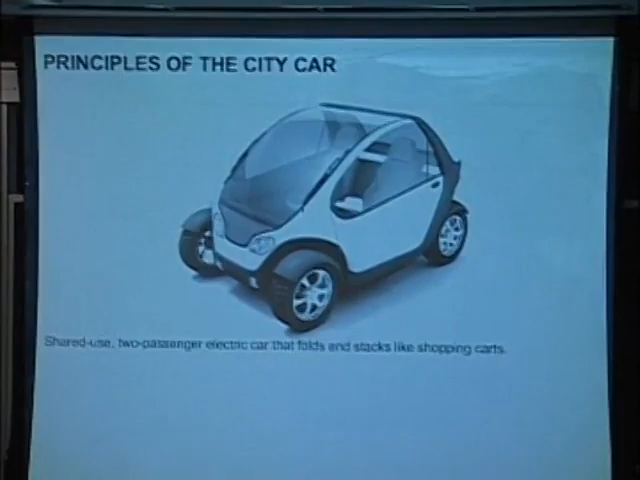 PRINCIPLES OF THE CITY CAR
Shared-use, two-passenger electric car that folds and stacks like shopping carts.